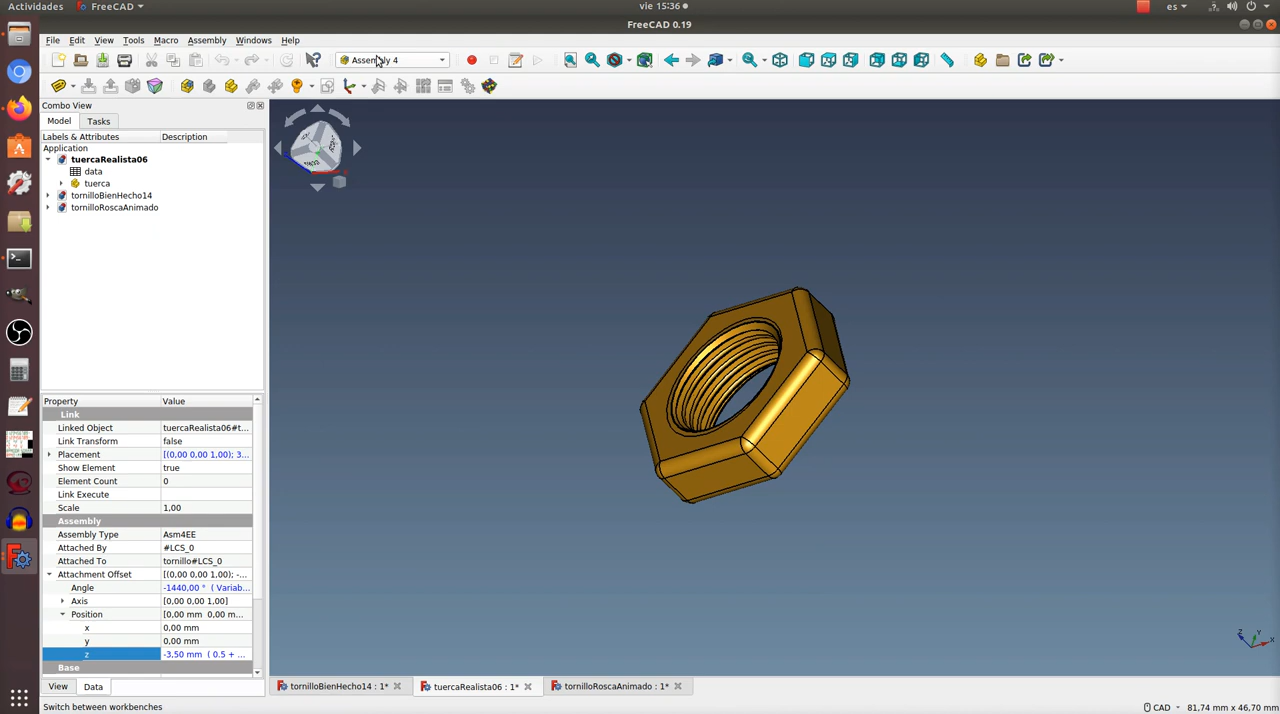 Actividades FreeCAD vie 15:36 es
FreeCAD 0.19
File Edit View Tools Macro Assembly Windows Help
Assembly 4
Combo View
Model Tasks
Labels & Attributes Description
Application
tuercaRealista06
data
tuerca
tornilloBienHecho14
tornilloRoscaAnimado
Property Value
Link
Linked Object tuercaRealista06#t...
Link Transform false
Placement [(0,00 0,00 1,00); 3...
Show Element true
Element Count 0
Link Execute
Scale 1,00
Assembly
Assembly Type Asm4EE
Attached By #LCS_0
Attached To tornillo#LCS_0
Attachment Offset [(0,00 0,00 1,00); -...
Angle -1440,00 ° ( Variab...
Axis [0,00 0,00 1,00]
Position [0,00 mm 0,00 m...
x 0,00 mm
y 0,00 mm
z -3,50 mm ( 0.5 + ...
Base
View Data
tornilloBienHecho14 : 1* tuercaRealista06 : 1* tornilloRoscaAnimado : 1*
Z Y X
Switch between workbenches CAD 81,74 mm x 46,70 mm